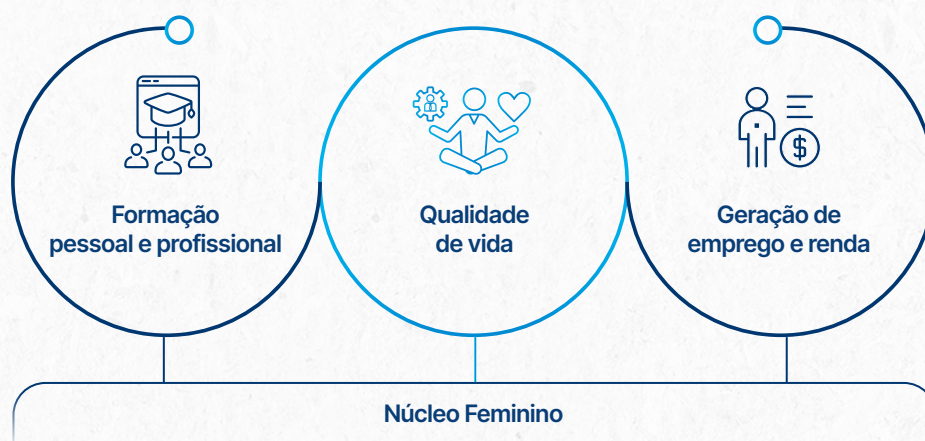 Formação
pessoal e profissional
Qualidade
de vida
Geração de
emprego e renda
Núcleo Feminino